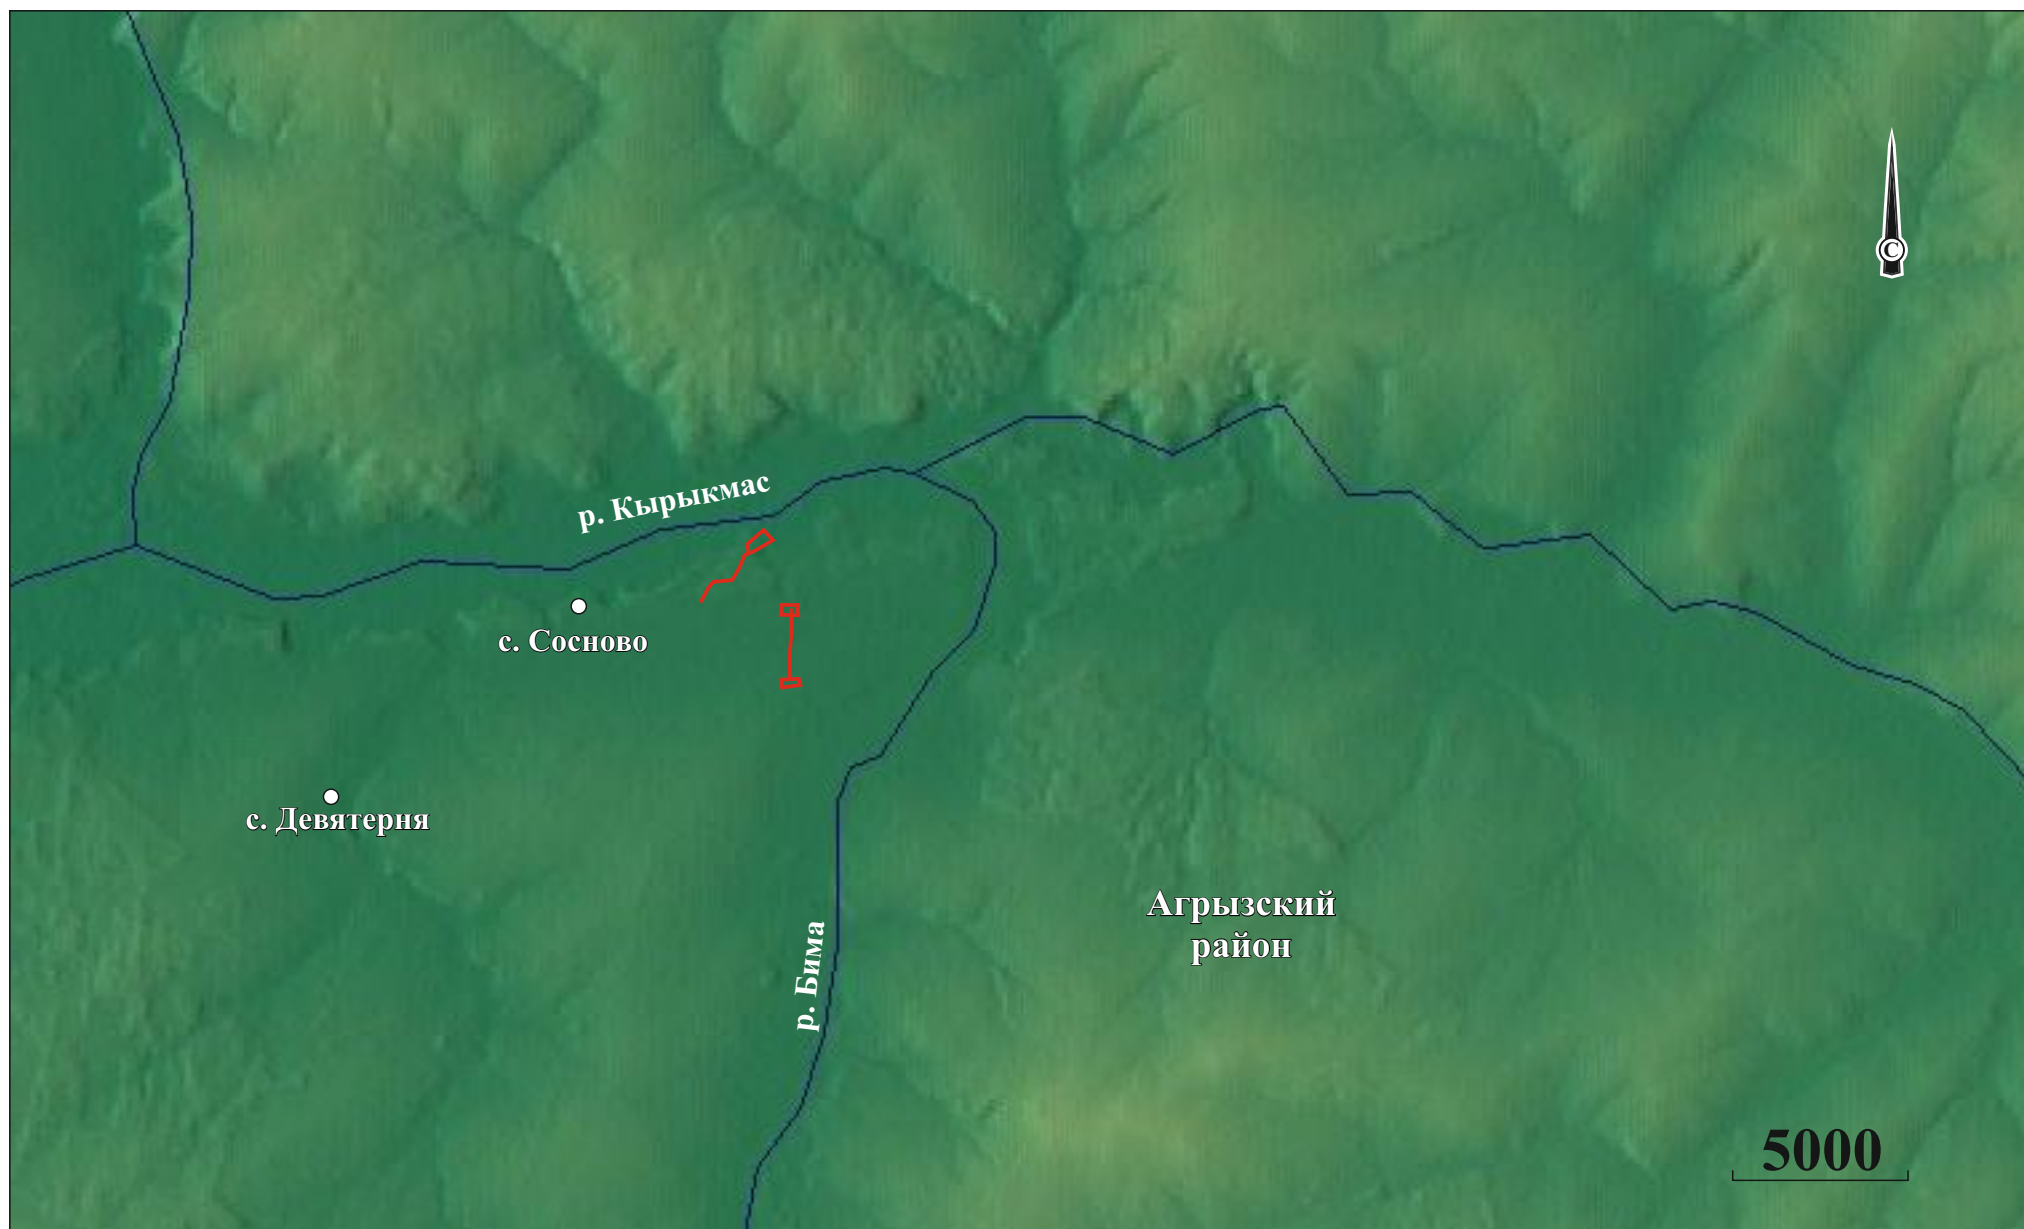 С
р. Кырыкмас
с. Сосново
с. Девятерня
Агрызский
район
р. Бима
5000